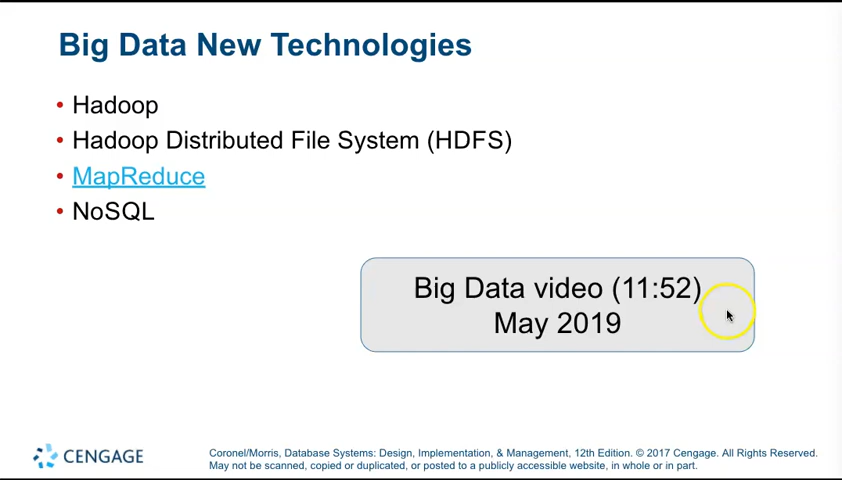 Big Data New Technologies
• Hadoop
• Hadoop Distributed File System (HDFS)
• MapReduce
• NoSQL
Big Data video (11:52)
May 2019
CENGAGE
Coronel/Morris, Database Systems: Design, Implementation, & Management, 12th Edition. © 2017 Cengage. All Rights Reserved.
May not be scanned, copied or duplicated, or posted to a publicly accessible website, in whole or in part.